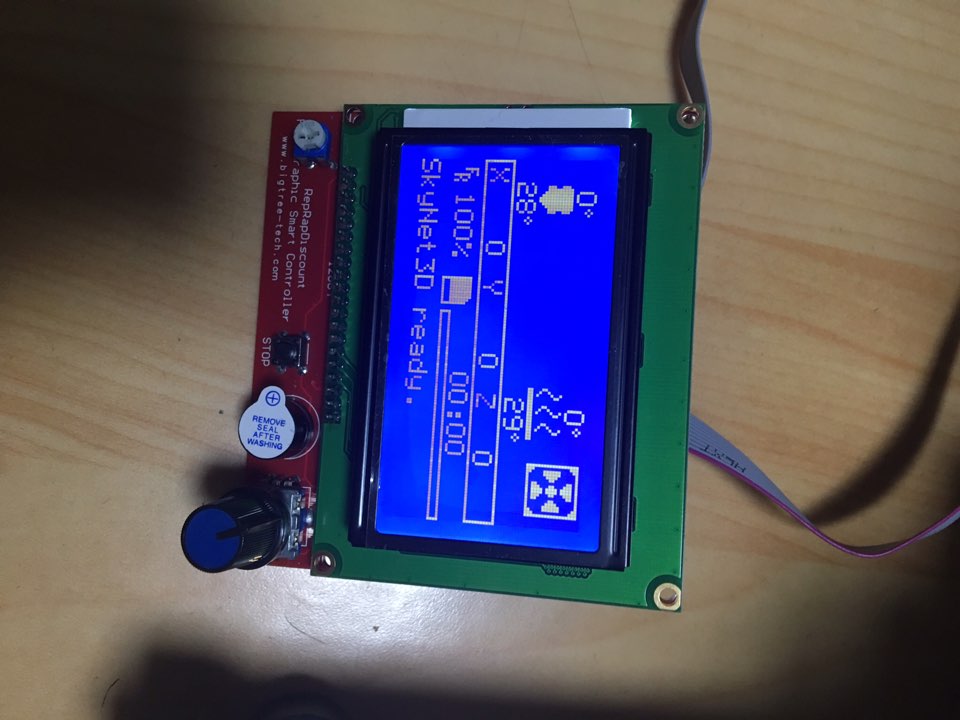 0°
0°
28°
29°
X 0 Y 0 Z 0
100% 00:00
SkyNet3D ready.
RepRapDiscount
Graphic Smart Controller
www.bigtree-tech.com
STOP
REMOVE
SEAL
AFTER
WASHING